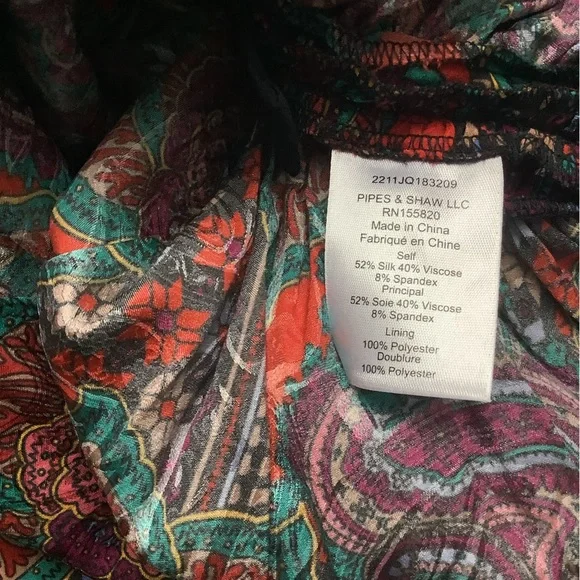 2211JQ183209
PIPES & SHAW LLC
RN155820
Made in China
Fabriqué en Chine
Self
52% Silk 40% Viscose
8% Spandex
Principal
52% Soie 40% Viscose
8% Spandex
Lining
100% Polyester
Doublure
100% Polyester